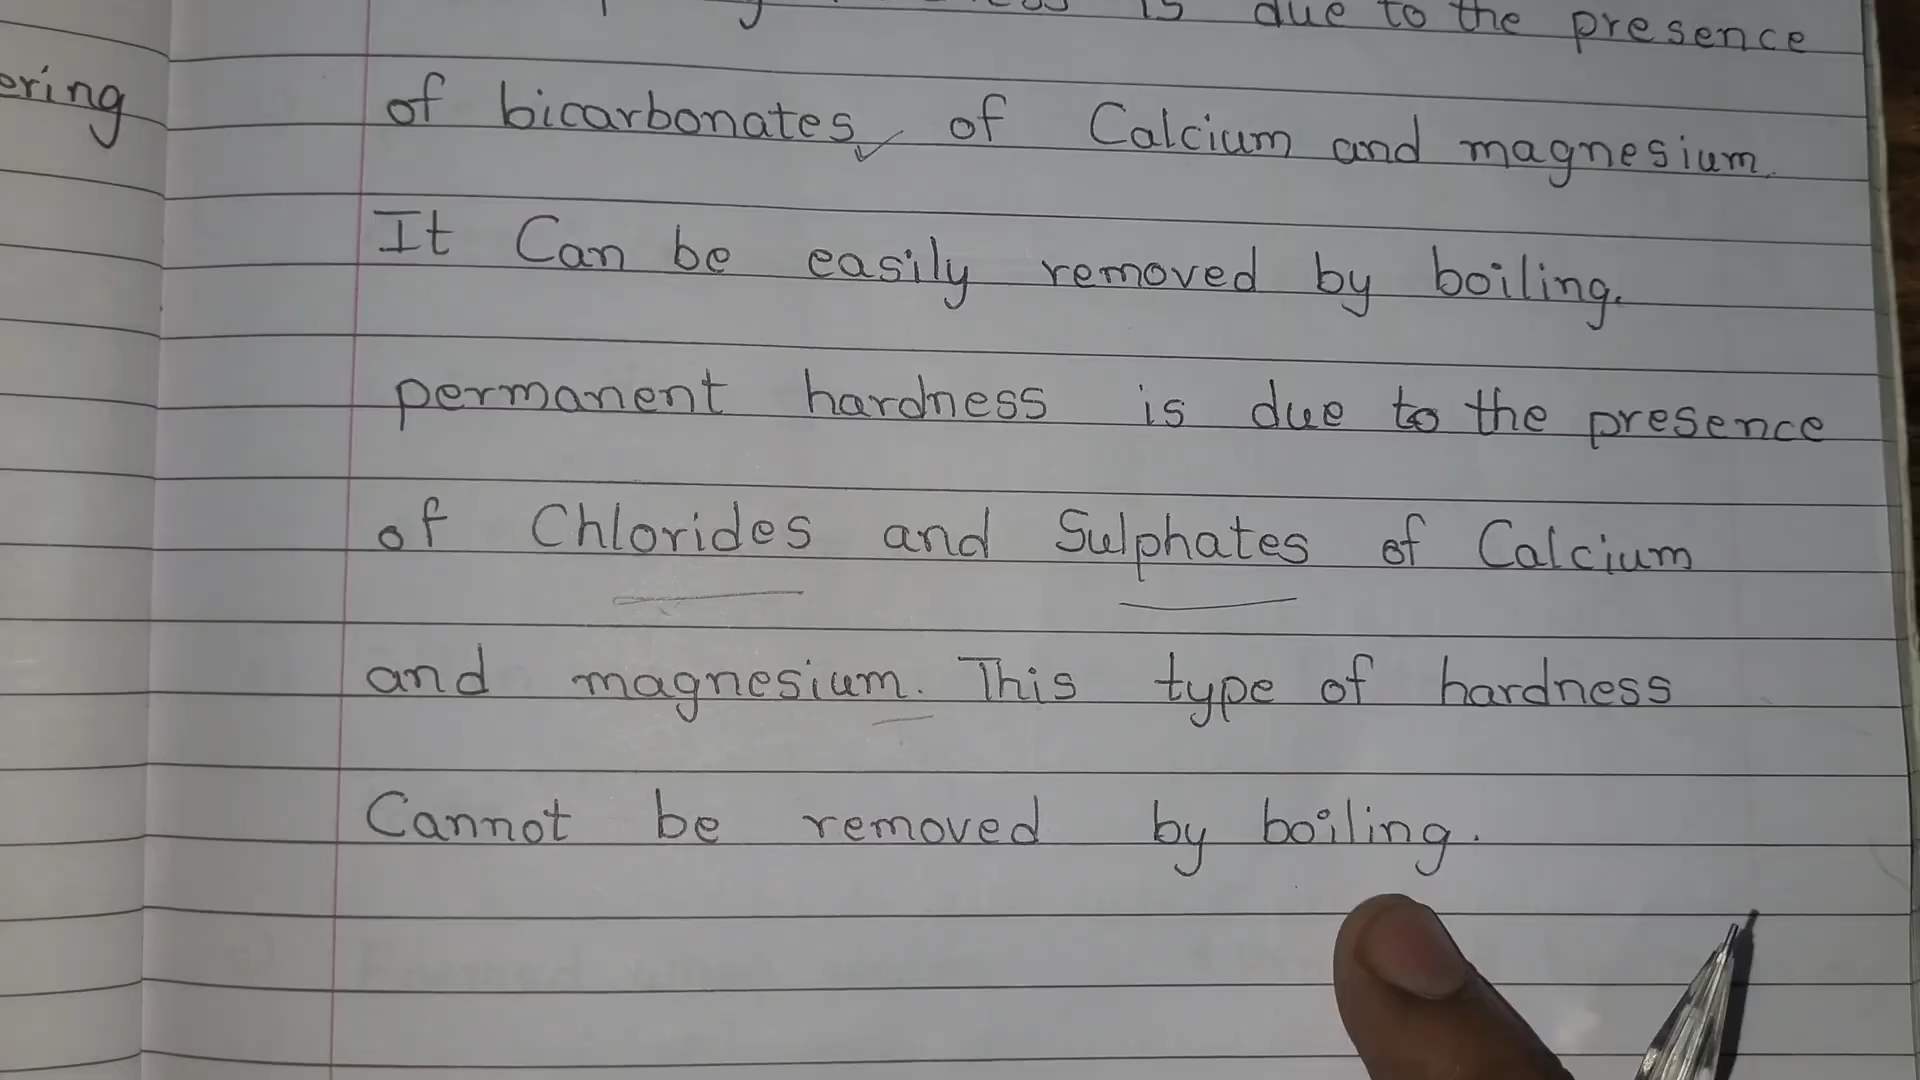 is due to the presence
ering
of bicarbonates of Calcium and magnesium.
It Can be easily removed by boiling.
permanent hardness is due to the presence
of Chlorides and Sulphates of Calcium
and magnesium. This type of hardness
Cannot be removed by boiling.